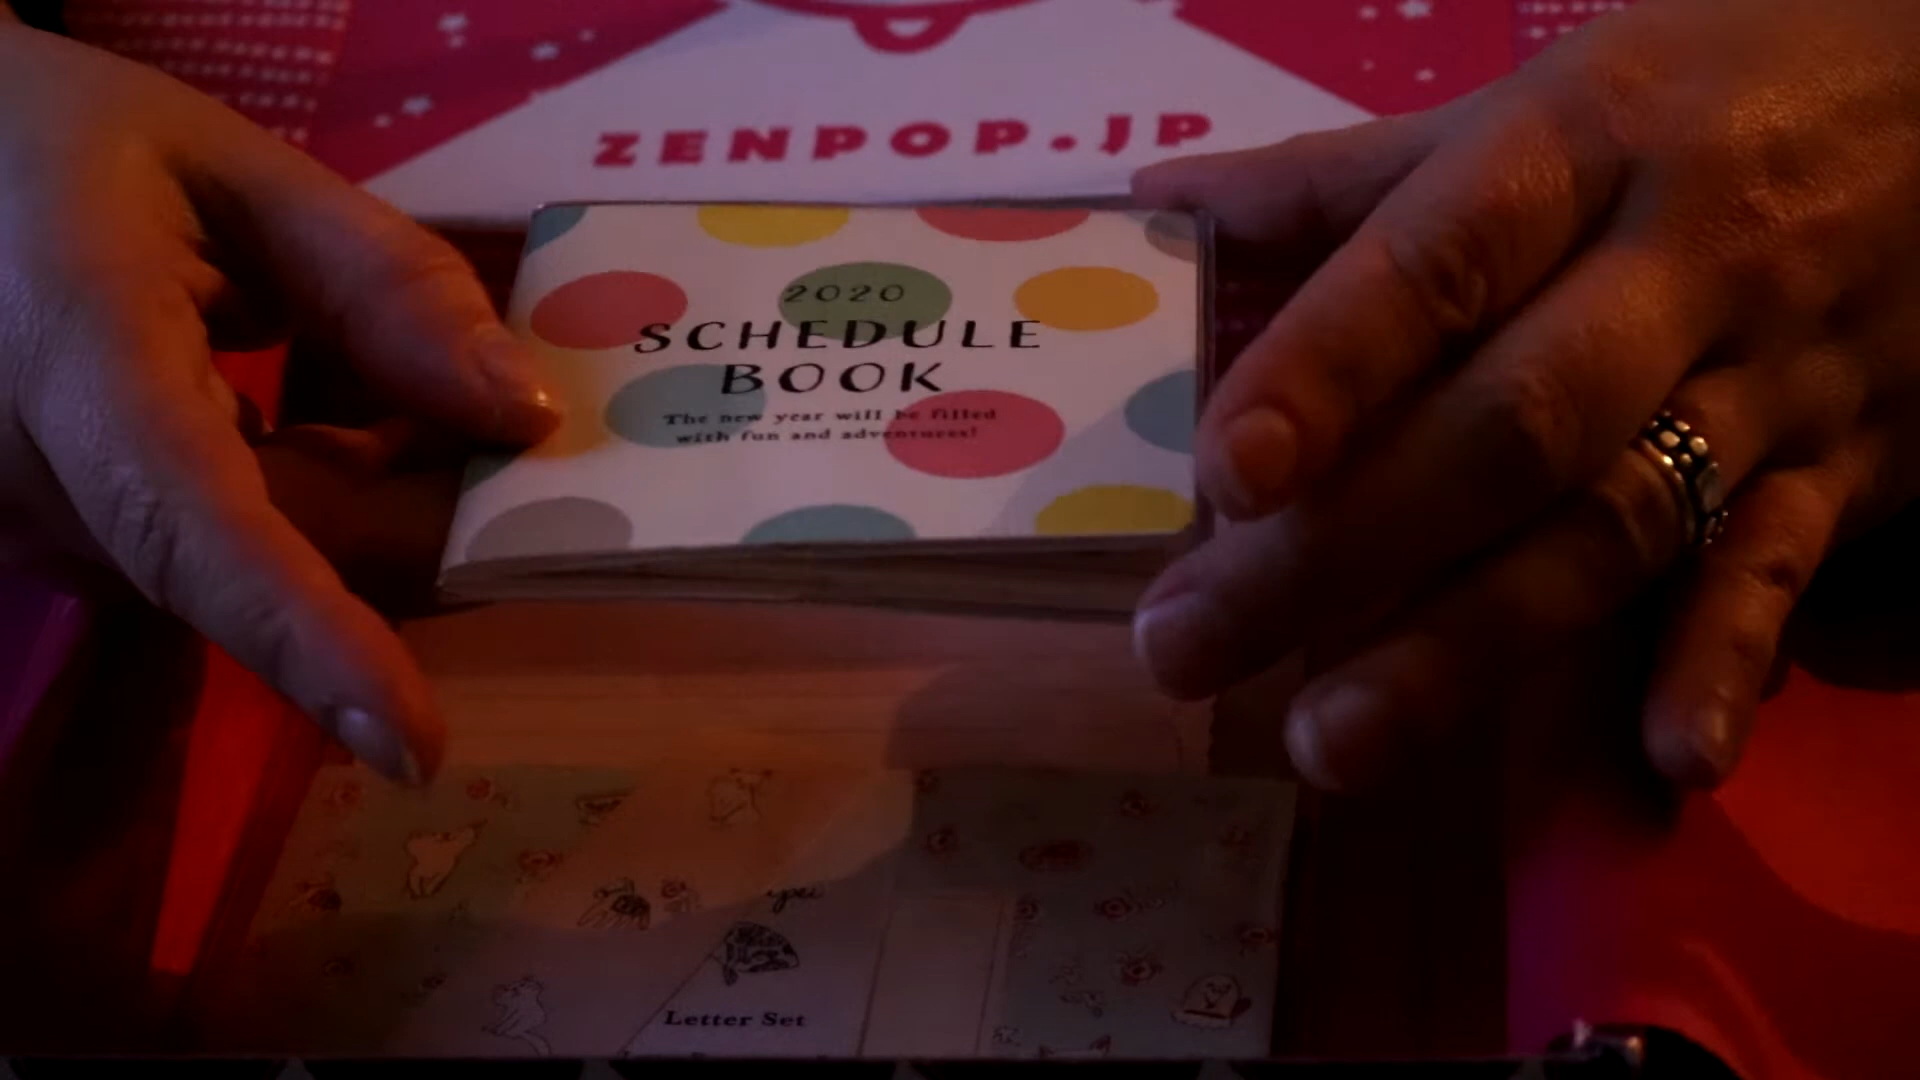 ZENPOP.JP
2020
SCHEDULE
BOOK
The new year will be filled
with fun and adventures!
Letter Set